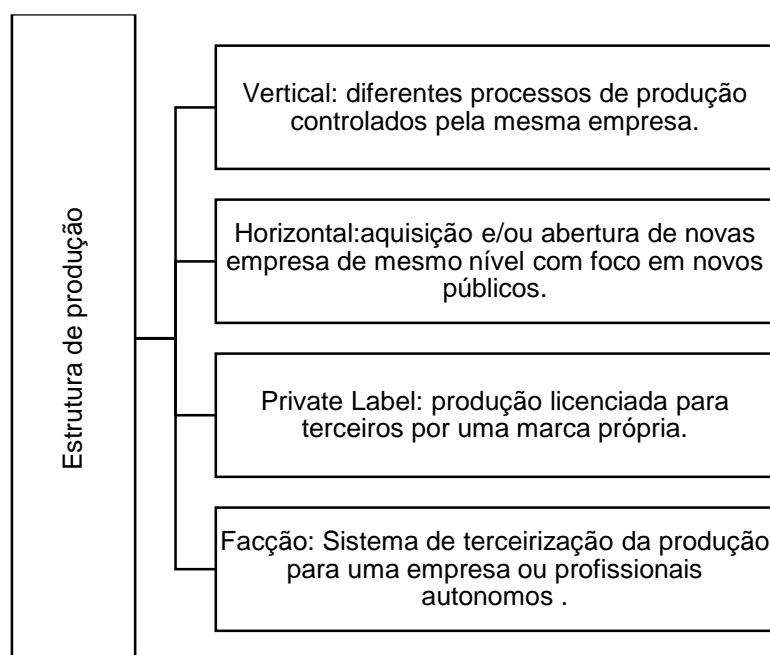 Estrutura de produção
Vertical: diferentes processos de produção
controlados pela mesma empresa.
Horizontal:aquisição e/ou abertura de novas
empresa de mesmo nível com foco em novos
públicos.
Private Label: produção licenciada para
terceiros por uma marca própria.
Facção: Sistema de terceirização da produção
para uma empresa ou profissionais
autonomos .